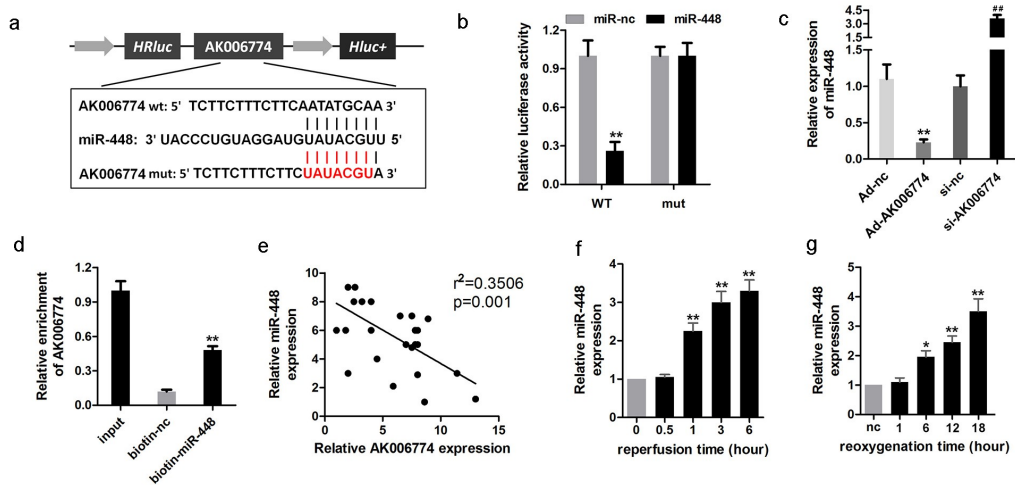 a
HRluc AK006774 Hluc+
AK006774 wt: 5' TCTTCTTTCTTCAATATGCAA 3'
miR-448: 3' UACCCUGUAGGAUGUUAUACGUU 5'
AK006774 mut: 5' TCTTCTTTCTTCUAUACGUA 3'
b
miR-nc miR-448
Relative luciferase activity
1.2
0.9
0.6
0.3
0.0
**
WT mut
c
Relative expression
of miR-448
4.5
3.0
1.5
1.0
0.5
0.0
**
##
Ad-nc
Ad-AK006774
si-nc
si-AK006774
d
Relative enrichment
of AK006774
1.2
0.9
0.6
0.3
0.0
**
input
biotin-nc
biotin-miR-448
e
Relative miR-448
expression
10
8
6
4
2
0
r²=0.3506
p=0.001
0 5 10 15
Relative AK006774 expression
f
Relative miR-448
expression
4
3
2
1
0
** ** **
0 0.5 1 3 6
reperfusion time (hour)
g
Relative miR-448
expression
5
4
3
2
1
0
* ** **
nc 1 6 12 18
reoxygenation time (hour)